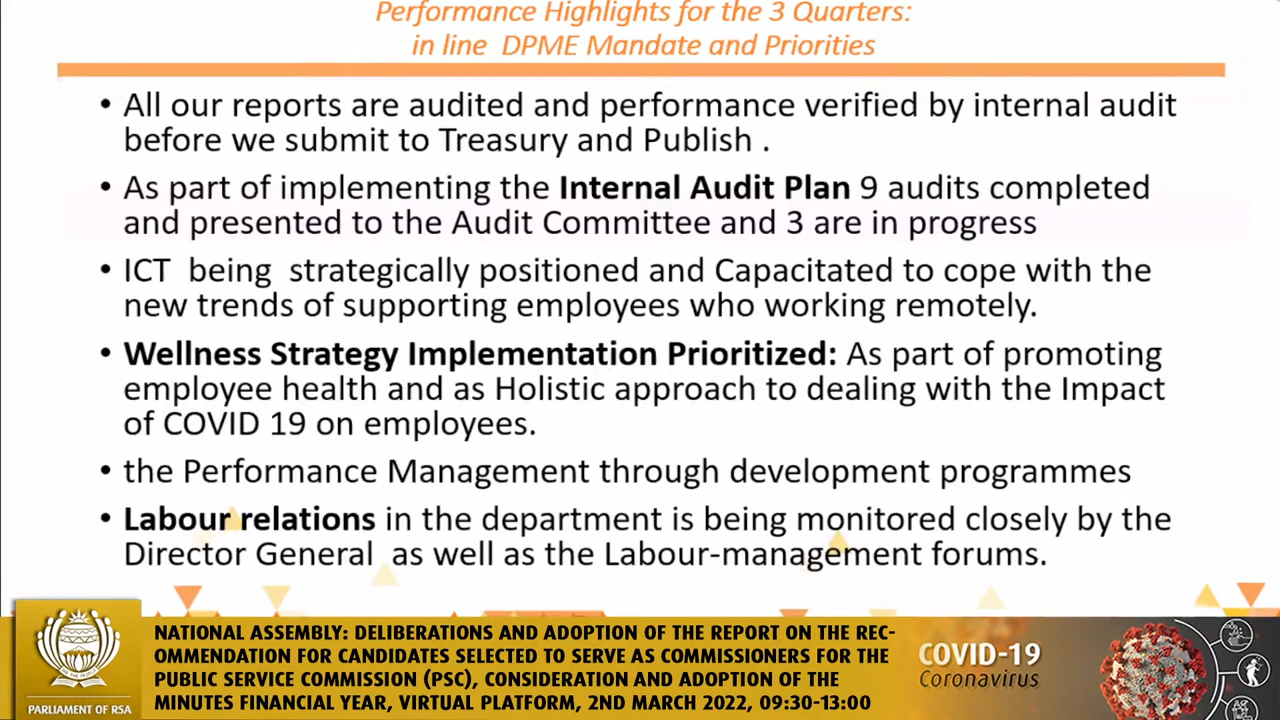 Performance Highlights for the 3 Quarters:
in line DPME Mandate and Priorities
• All our reports are audited and performance verified by internal audit
before we submit to Treasury and Publish .
• As part of implementing the Internal Audit Plan 9 audits completed
and presented to the Audit Committee and 3 are in progress
• ICT being strategically positioned and Capacitated to cope with the
new trends of supporting employees who working remotely.
• Wellness Strategy Implementation Prioritized: As part of promoting
employee health and as Holistic approach to dealing with the Impact
of COVID 19 on employees.
• the Performance Management through development programmes
• Labour relations in the department is being monitored closely by the
Director General as well as the Labour-management forums.
PARLIAMENT OF RSA
NATIONAL ASSEMBLY: DELIBERATIONS AND ADOPTION OF THE REPORT ON THE REC-
OMMENDATION FOR CANDIDATES SELECTED TO SERVE AS COMMISSIONERS FOR THE
PUBLIC SERVICE COMMISSION (PSC), CONSIDERATION AND ADOPTION OF THE
MINUTES FINANCIAL YEAR, VIRTUAL PLATFORM, 2ND MARCH 2022, 09:30-13:00
COVID-19
Coronavirus